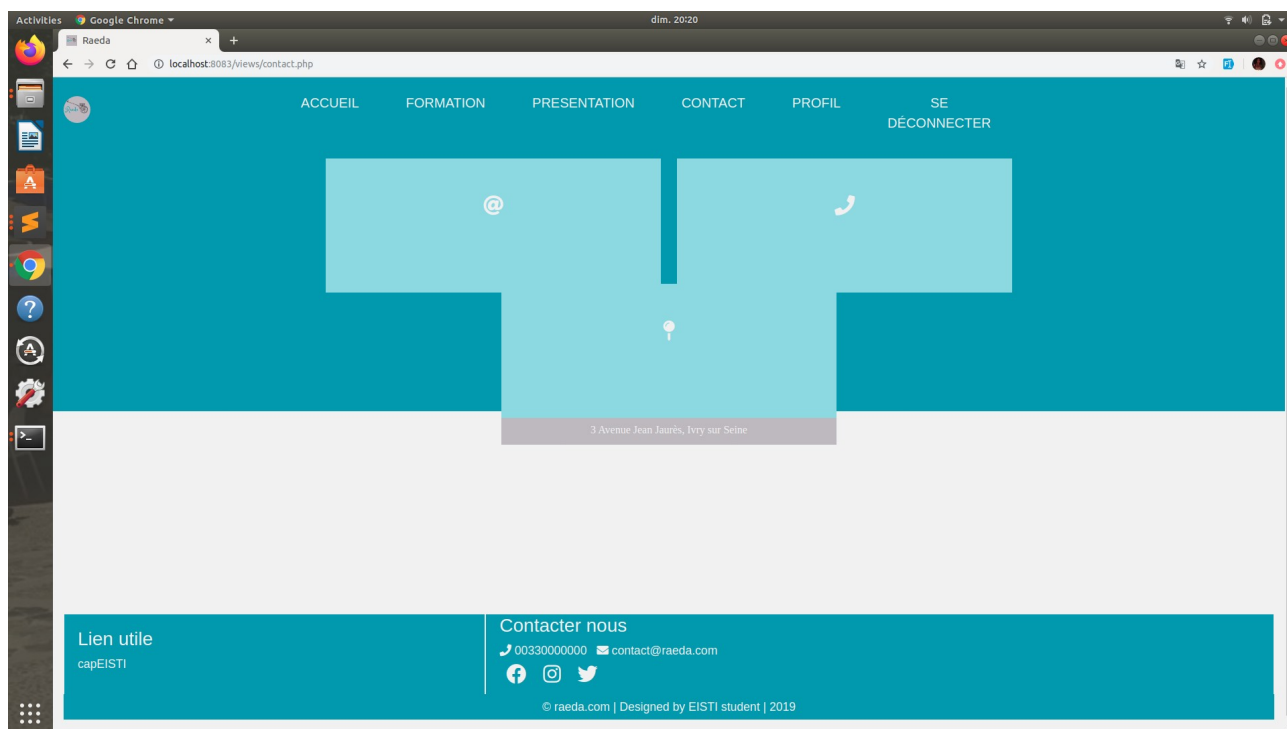 Activities Google Chrome dim. 20:20
Raeda
localhost:8083/views/contact.php
ACCUEIL FORMATION PRESENTATION CONTACT PROFIL SE DÉCONNECTER
3 Avenue Jean Jaurès, Ivry sur Seine
Lien utile
capEISTI
Contacter nous
00330000000 contact@raeda.com
© raeda.com | Designed by EISTI student | 2019